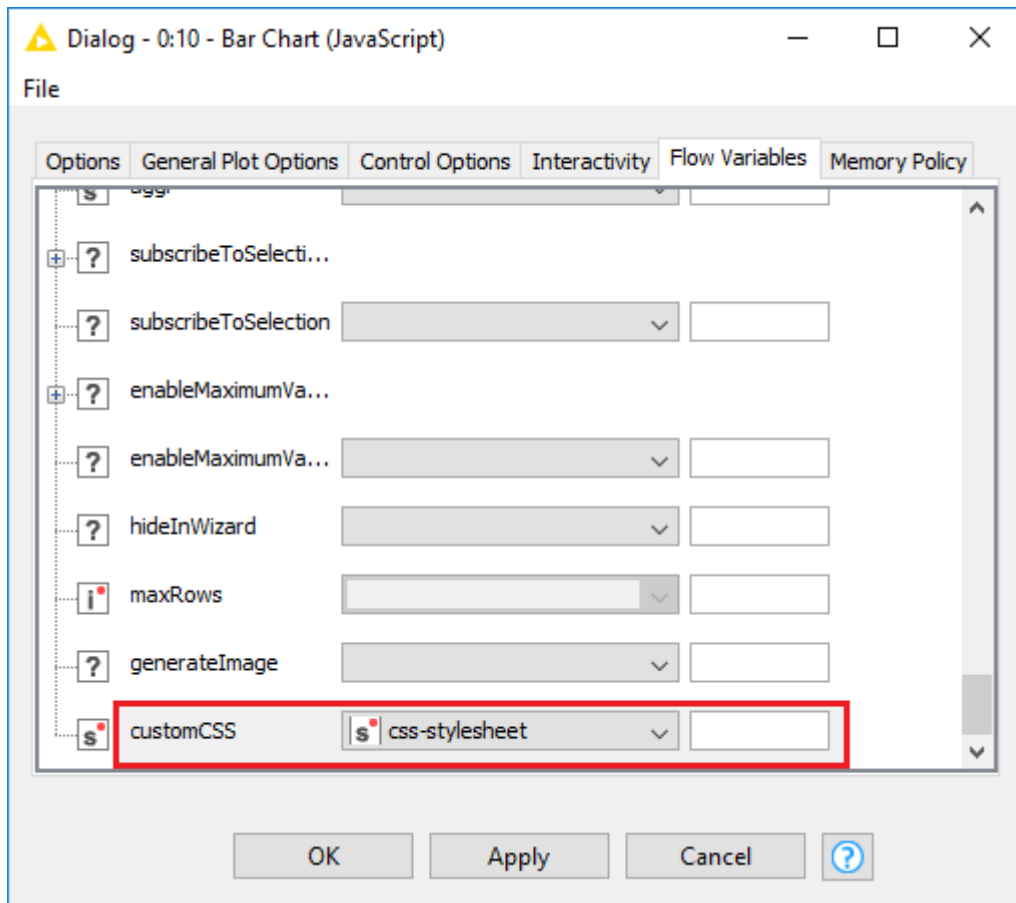 Dialog - 0:10 - Bar Chart (JavaScript)
File
Options General Plot Options Control Options Interactivity Flow Variables Memory Policy
s
? subscribeToSelecti...
? subscribeToSelection
? enableMaximumVa...
? enableMaximumVa...
? hideInWizard
i maxRows
? generateImage
s customCSS s css-stylesheet
OK Apply Cancel ?